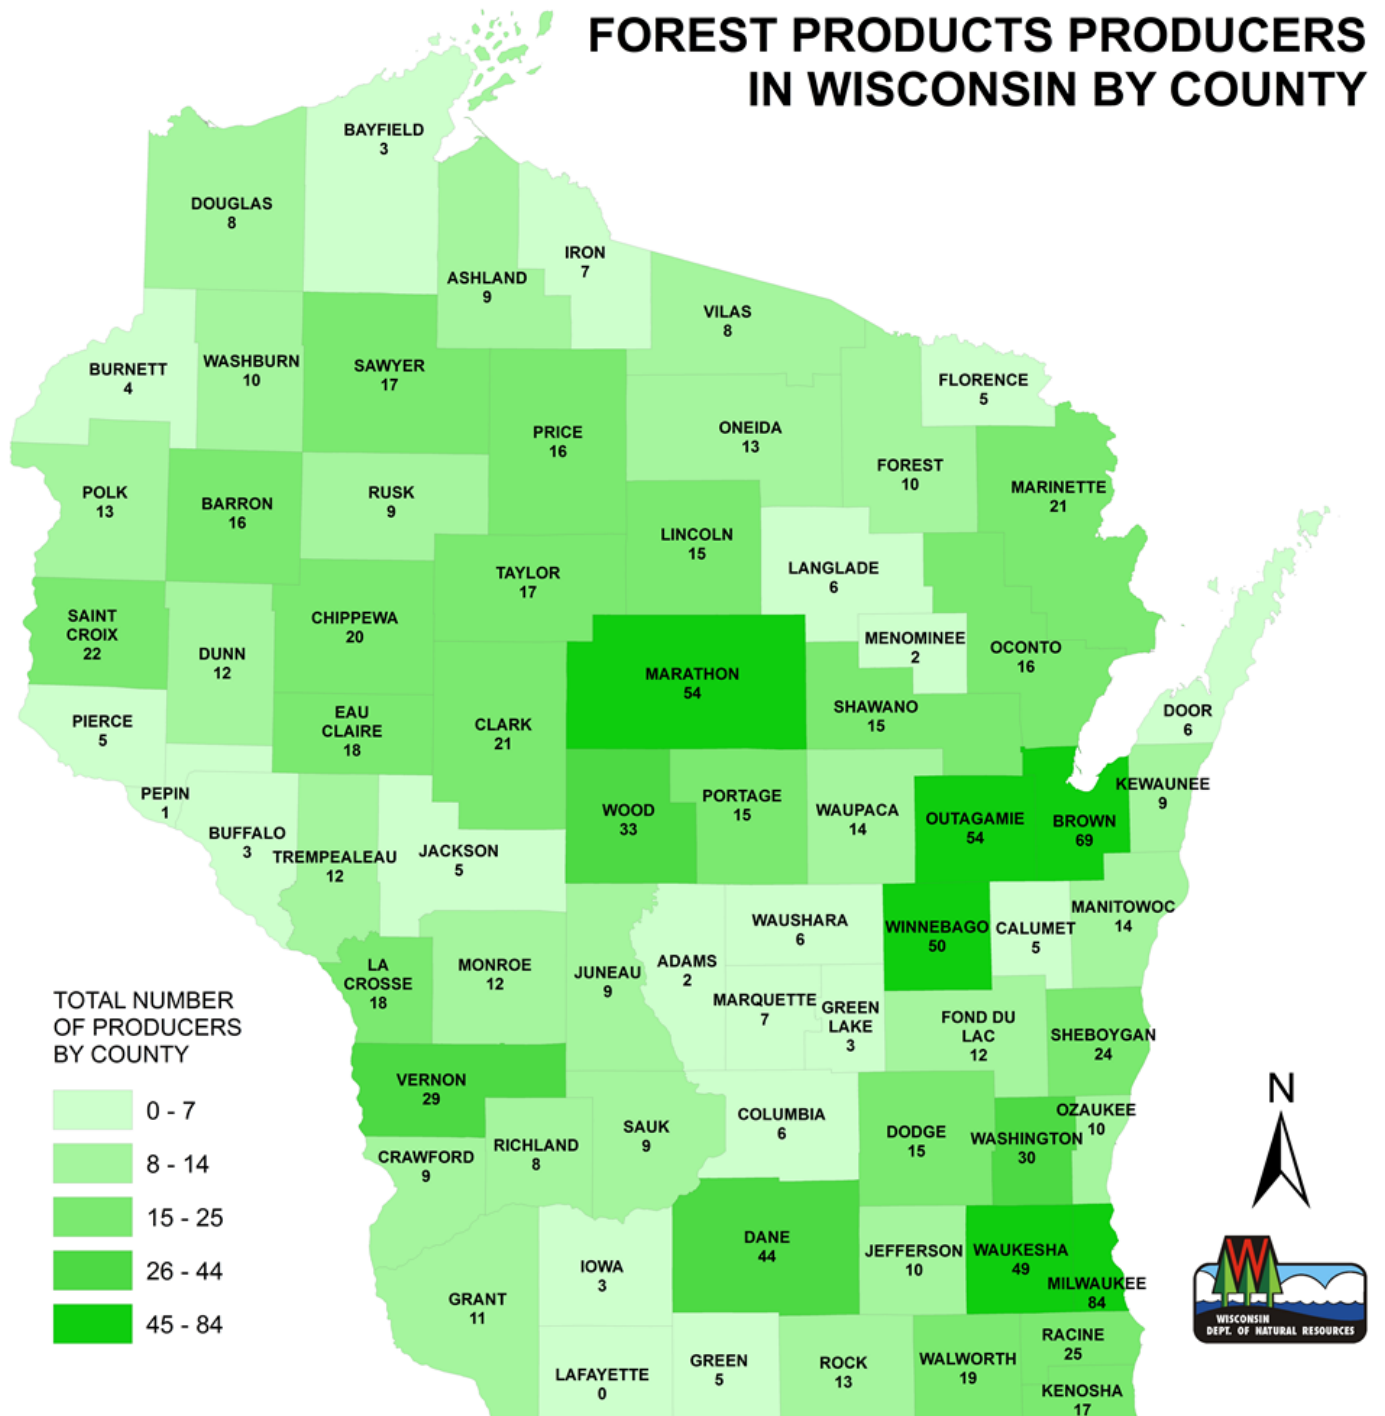 FOREST PRODUCTS PRODUCERS
IN WISCONSIN BY COUNTY
BAYFIELD
3
DOUGLAS
8
IRON
7
ASHLAND
9
VILAS
8
BURNETT
4
WASHBURN
10
SAWYER
17
FLORENCE
5
PRICE
16
ONEIDA
13
FOREST
10
MARINETTE
21
POLK
13
BARRON
16
RUSK
9
LINCOLN
15
TAYLOR
17
LANGLADE
6
SAINT
CROIX
22
DUNN
12
CHIPPEWA
20
MENOMINEE
2
OCONTO
16
MARATHON
54
SHAWANO
15
DOOR
6
PIERCE
5
EAU
CLAIRE
18
CLARK
21
PEPIN
1
WOOD
33
PORTAGE
15
WAUPACA
14
OUTAGAMIE
54
BROWN
69
KEWAUNEE
9
BUFFALO
3
TREMPEALEAU
12
JACKSON
5
WAUSHARA
6
WINNEBAGO
50
CALUMET
5
MANITOWOC
14
LA
CROSSE
18
MONROE
12
JUNEAU
9
ADAMS
2
MARQUETTE
7
GREEN
LAKE
3
FOND DU
LAC
12
SHEBOYGAN
24
VERNON
29
COLUMBIA
6
DODGE
15
WASHINGTON
30
OZAUKEE
10
CRAWFORD
9
RICHLAND
8
SAUK
9
DANE
44
JEFFERSON
10
WAUKESHA
49
MILWAUKEE
84
GRANT
11
IOWA
3
LAFAYETTE
0
GREEN
5
ROCK
13
WALWORTH
19
RACINE
25
KENOSHA
17
TOTAL NUMBER
OF PRODUCERS
BY COUNTY
0 - 7
8 - 14
15 - 25
26 - 44
45 - 84
N
W
WISCONSIN
DEPT. OF NATURAL RESOURCES